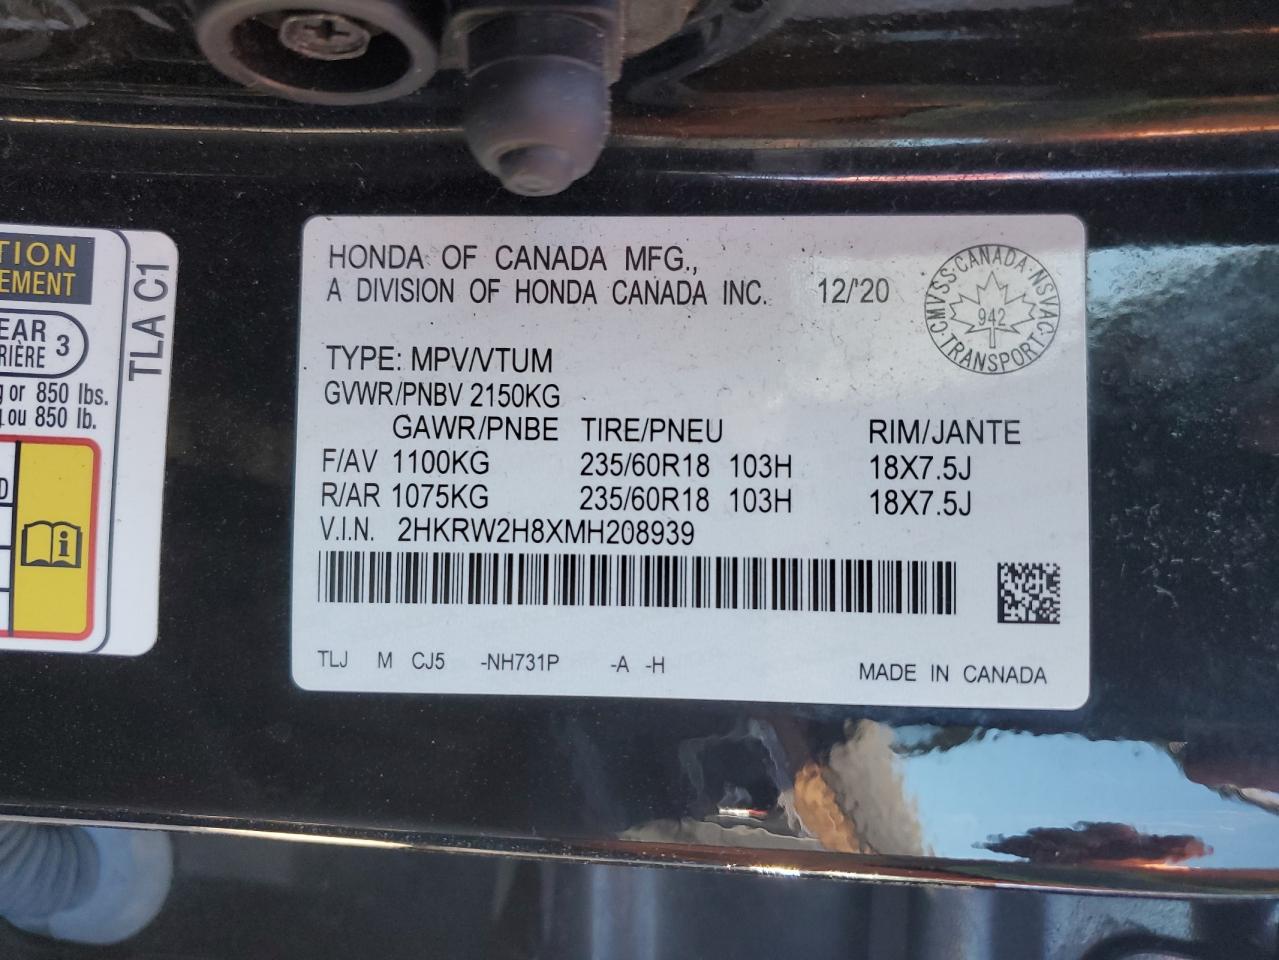 TION
EMENT
EAR 3
RIÈRE
g or 850 lbs.
g ou 850 lb.
D
TLA C1
HONDA OF CANADA MFG.,
A DIVISION OF HONDA CANADA INC. 12/'20
CMVSS·CANADA·NSVAC·TRANSPORT·
942
TYPE: MPV/VTUM
GVWR/PNBV 2150KG
GAWR/PNBE TIRE/PNEU RIM/JANTE
F/AV 1100KG 235/60R18 103H 18X7.5J
R/AR 1075KG 235/60R18 103H 18X7.5J
V.I.N. 2HKRW2H8XMH208939
TLJ M CJ5 -NH731P -A -H
MADE IN CANADA